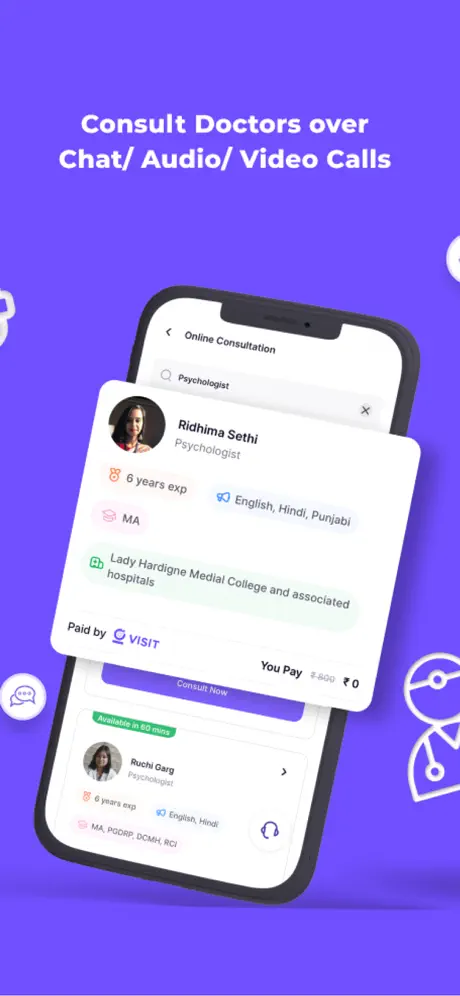 Consult Doctors over
Chat/ Audio/ Video Calls
Online Consultation
Psychologist
Ridhima Sethi
Psychologist
6 years exp
English, Hindi, Punjabi
MA
Lady Hardigne Medial College and associated
hospitals
Paid by VISIT
You Pay ₹ 800 ₹ 0
Consult Now
Available in 60 mins
Ruchi Garg
Psychologist
6 years exp
English, Hindi
MA, PGDRP, DCMH, RCI